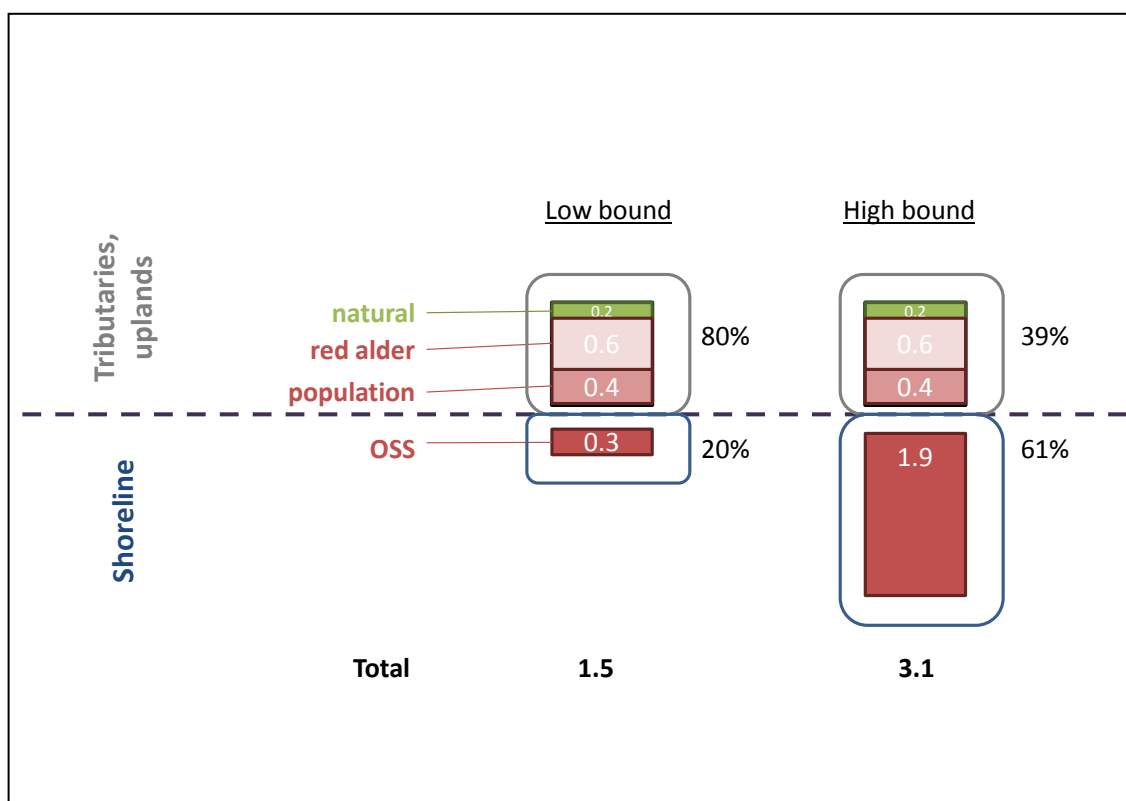 Low bound
High bound
Tributaries,
uplands
natural
0.2
0.2
red alder
0.6
80%
0.6
39%
population
0.4
0.4
OSS
0.3
20%
1.9
61%
Shoreline
Total
1.5
3.1